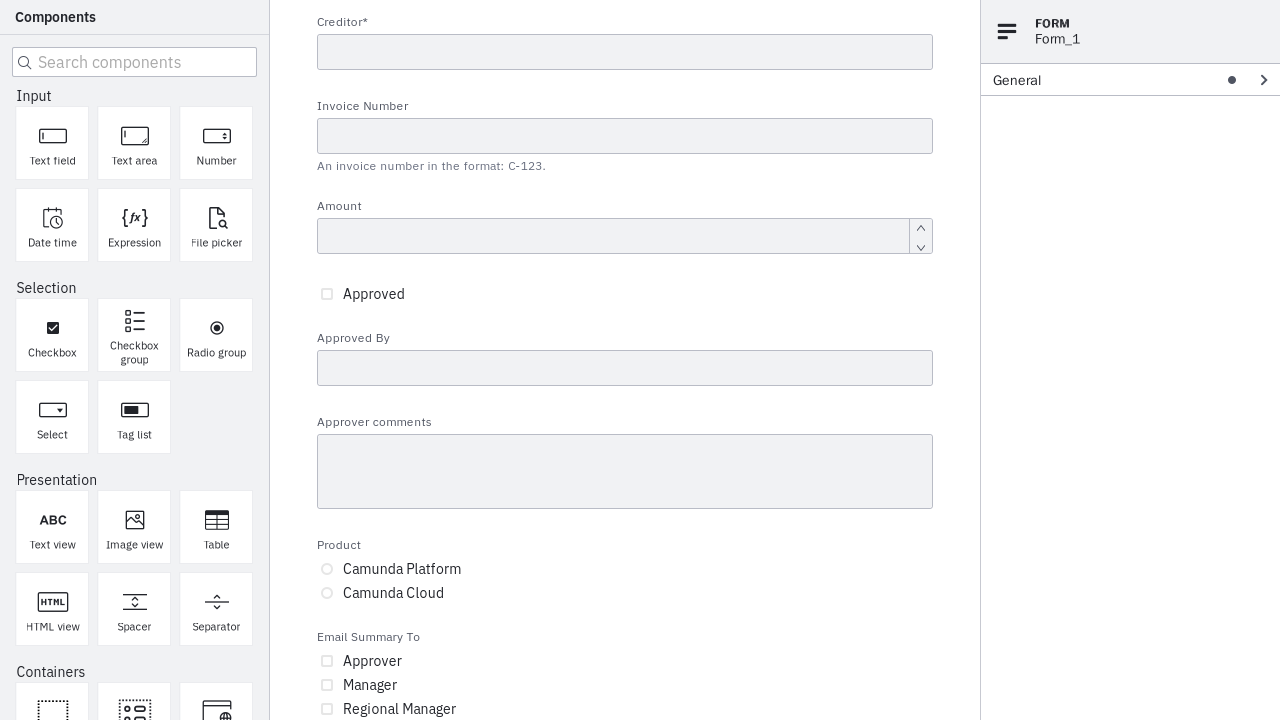 Components
Search components
Input
Text field
Text area
Number
Date time
{fx}
Expression
File picker
Selection
Checkbox
Checkbox
group
Radio group
Select
Tag list
Presentation
ABC
Text view
Image view
Table
HTML
HTML view
Spacer
Separator
Containers
Creditor*
Invoice Number
An invoice number in the format: C-123.
Amount
Approved
Approved By
Approver comments
Product
Camunda Platform
Camunda Cloud
Email Summary To
Approver
Manager
Regional Manager
FORM
Form_1
General